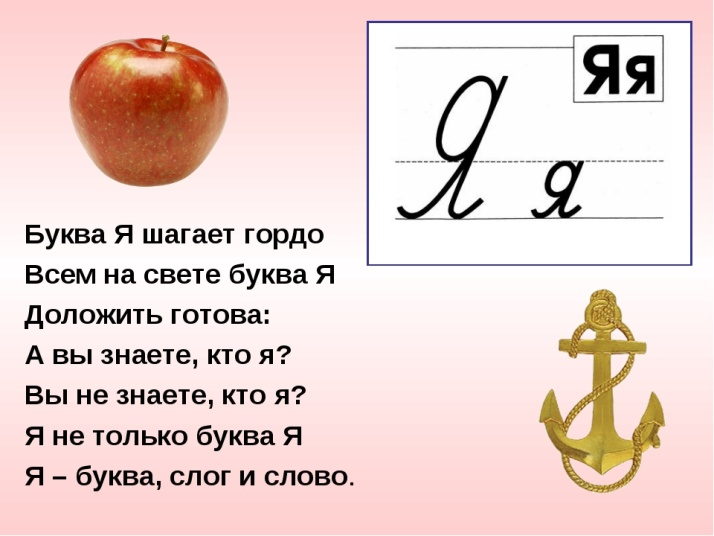 Яя
Я я
Буква Я шагает гордо
Всем на свете буква Я
Доложить готова:
А вы знаете, кто я?
Вы не знаете, кто я?
Я не только буква Я
Я – буква, слог и слово.